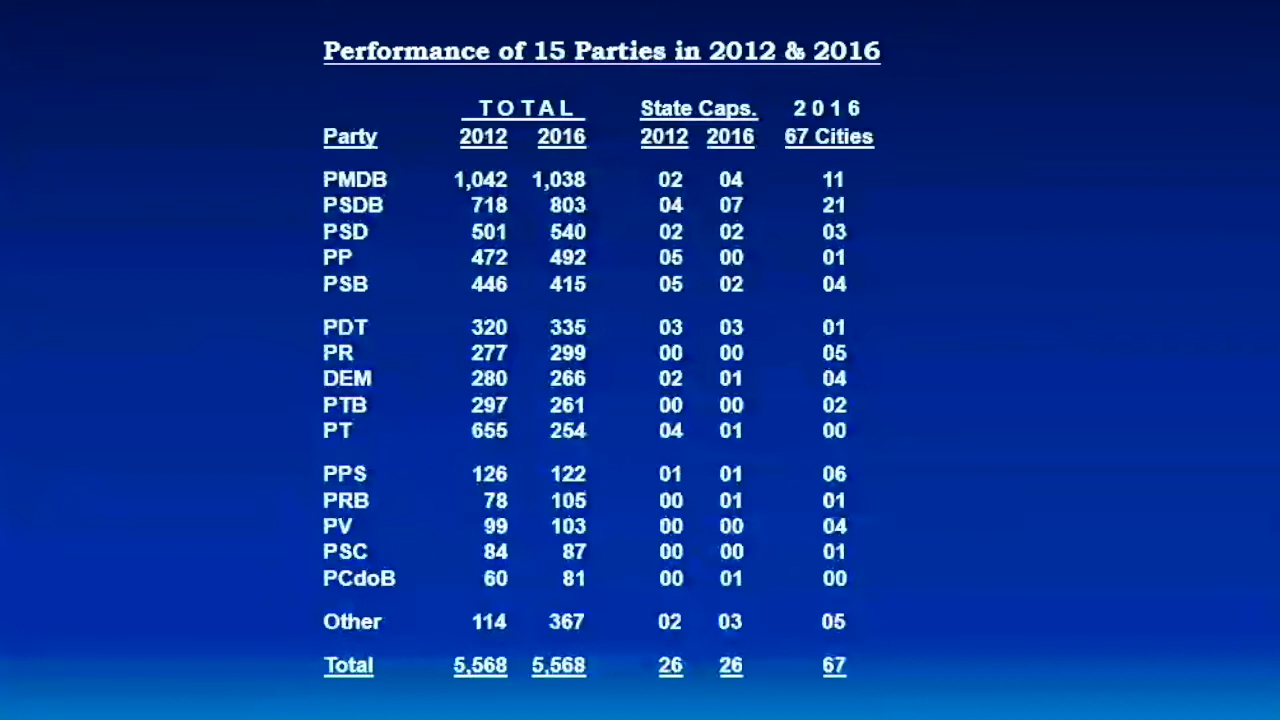 Performance of 15 Parties in 2012 & 2016
T O T A L State Caps. 2 0 1 6
Party 2012 2016 2012 2016 67 Cities
PMDB 1,042 1,038 02 04 11
PSDB 718 803 04 07 21
PSD 501 540 02 02 03
PP 472 492 05 00 01
PSB 446 415 05 02 04
PDT 320 335 03 03 01
PR 277 299 00 00 05
DEM 280 266 02 01 04
PTB 297 261 00 00 02
PT 655 254 04 01 00
PPS 126 122 01 01 06
PRB 78 105 00 01 01
PV 99 103 00 00 04
PSC 84 87 00 00 01
PCdoB 60 81 00 01 00
Other 114 367 02 03 05
Total 5,568 5,568 26 26 67